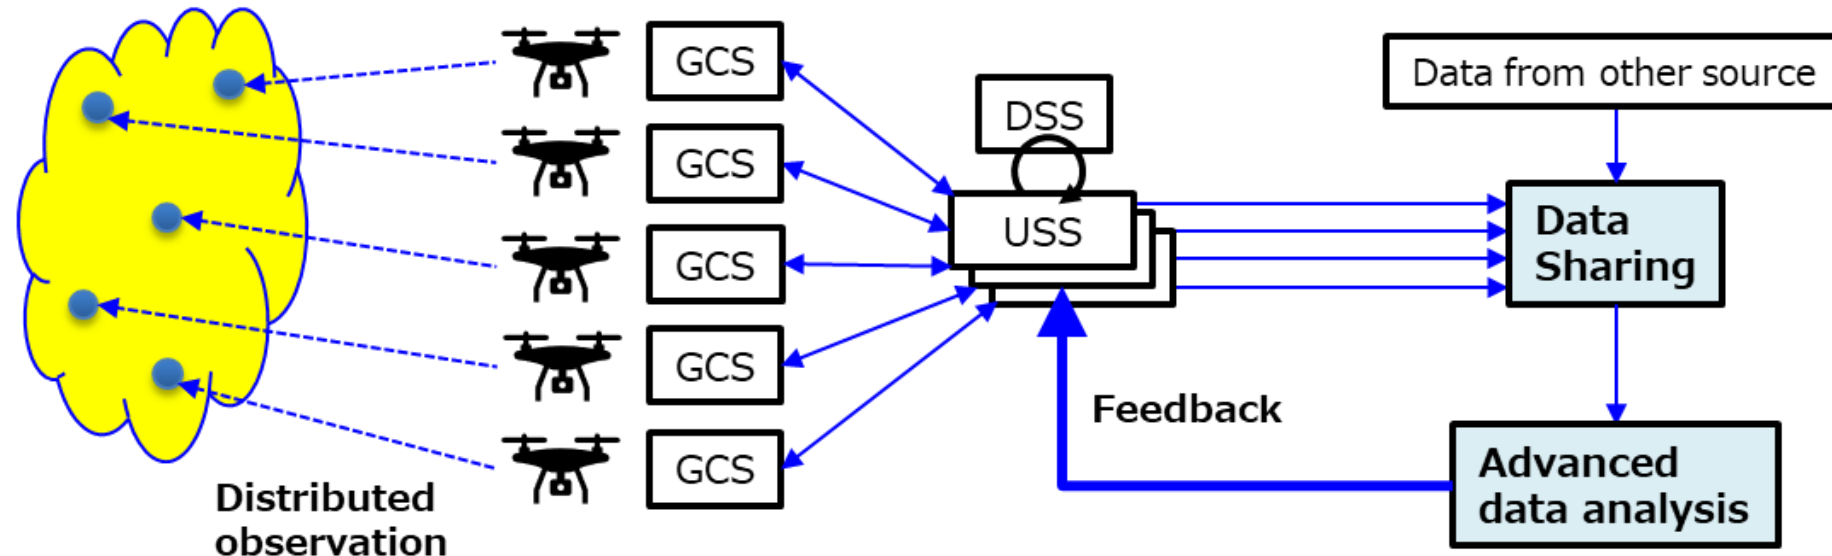 GCS
GCS
GCS
GCS
GCS
Distributed
observation
DSS
USS
Feedback
Data from other source
Data
Sharing
Advanced
data analysis